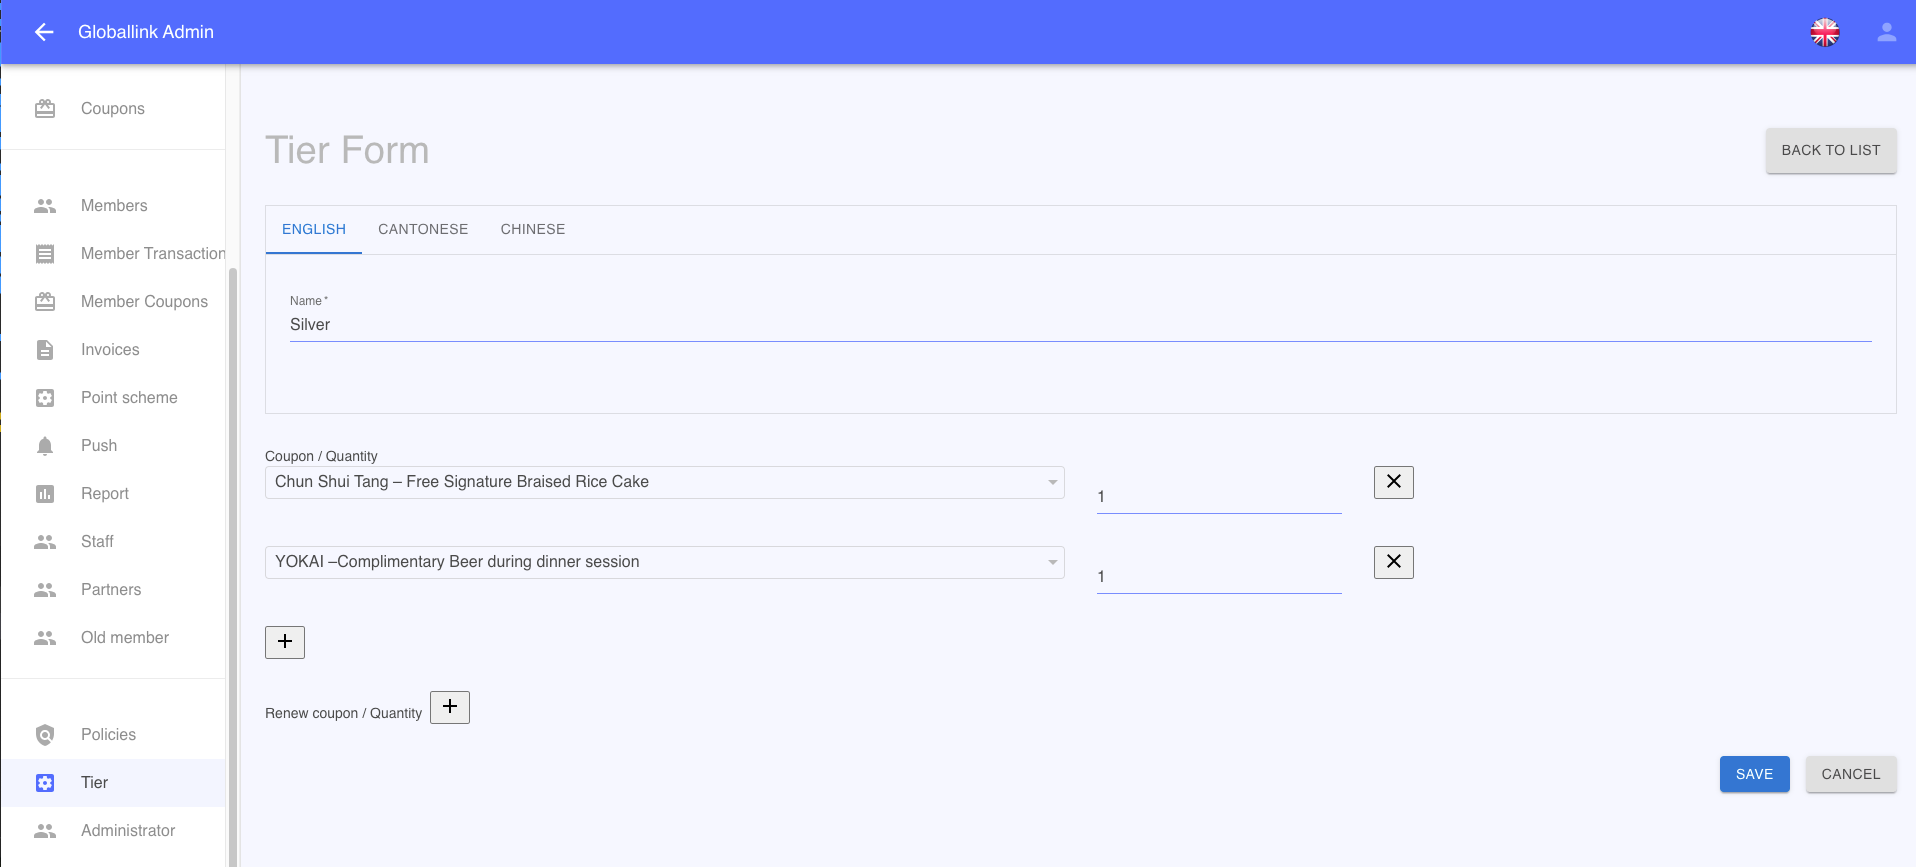 Globallink Admin
Coupons
Members
Member Transaction
Member Coupons
Invoices
Point scheme
Push
Report
Staff
Partners
Old member
Policies
Tier
Administrator
Tier Form
BACK TO LIST
ENGLISH CANTONESE CHINESE
Name *
Silver
Coupon / Quantity
Chun Shui Tang – Free Signature Braised Rice Cake 1
YOKAI –Complimentary Beer during dinner session 1
Renew coupon / Quantity
SAVE CANCEL